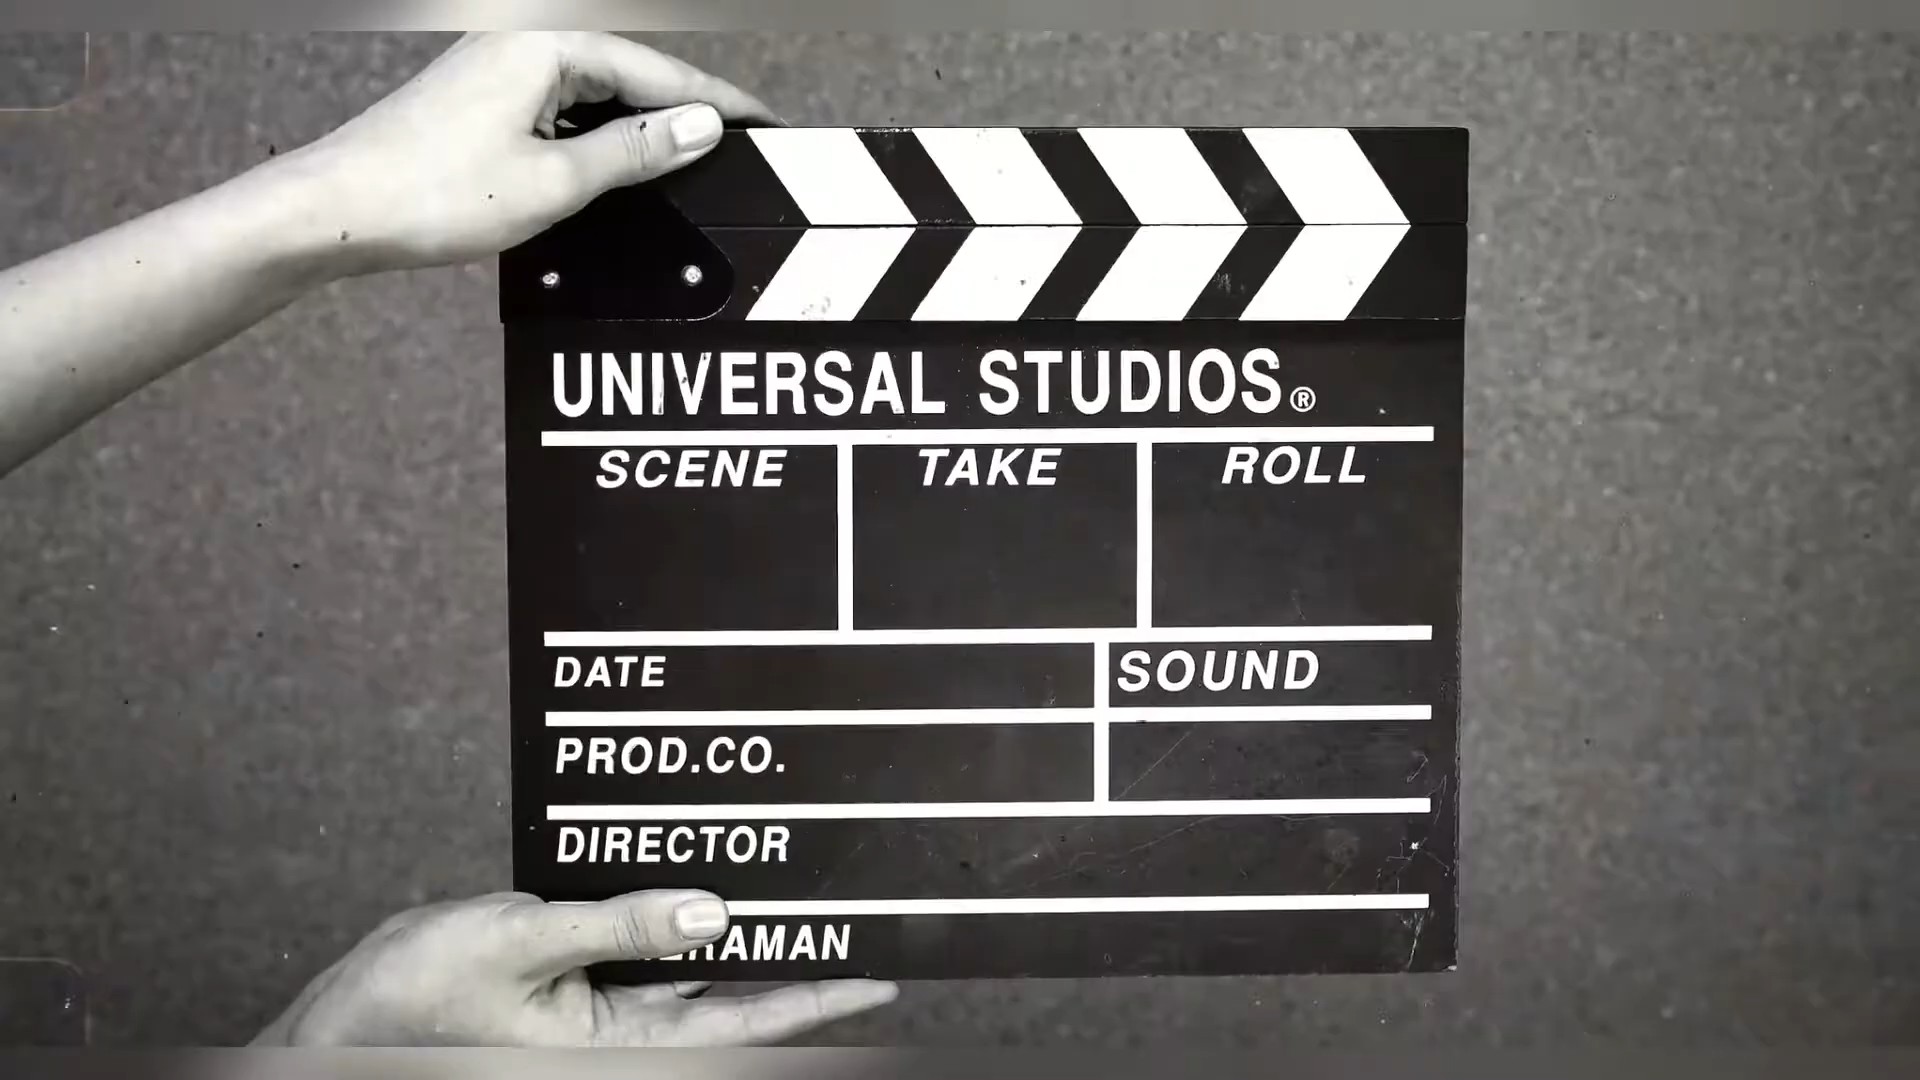 UNIVERSAL STUDIOS®
SCENE TAKE ROLL
DATE SOUND
PROD.CO.
DIRECTOR